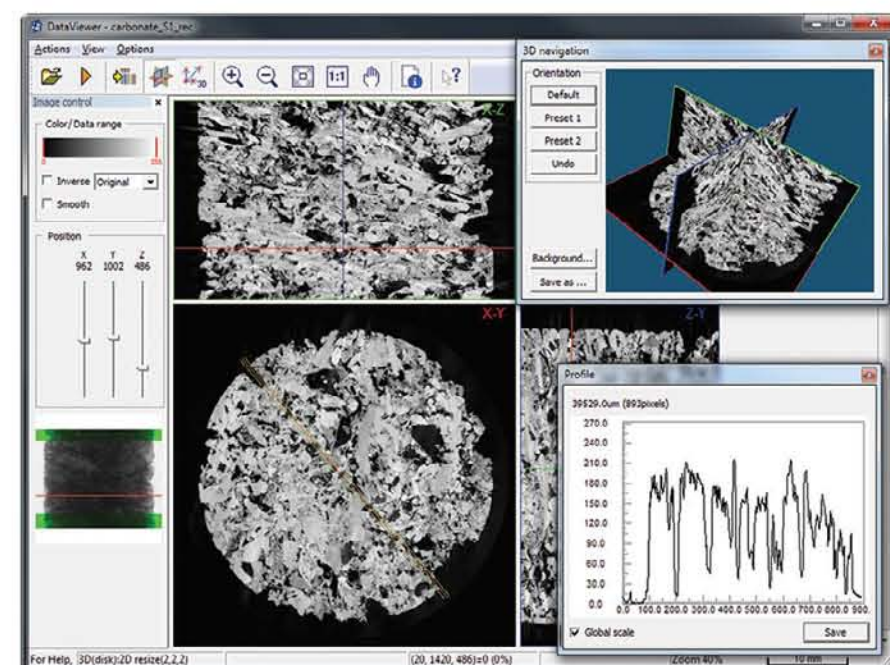 DataViewer - carbonate_S1_rec
Actions View Options
1:1
3D
?
Image control
Color/Data range
0
255
Inverse Original
Smooth
Position
X Y Z
962 1002 486
X-Z
X-Y
Z-Y
3D navigation
Orientation
Default
Preset 1
Preset 2
Undo
Background...
Save as ...
Profile
39529.0um (893pixels)
270.0
240.0
210.0
180.0
150.0
120.0
90.0
60.0
30.0
0.0
0.0 100.0 200.0 300.0 400.0 500.0 600.0 700.0 800.0 900.
Global scale
Save
For Help, 3D(disk):2D resize(2,2,2)
(20, 1420, 486)=0 (0%)
Zoom 40%
10 mm